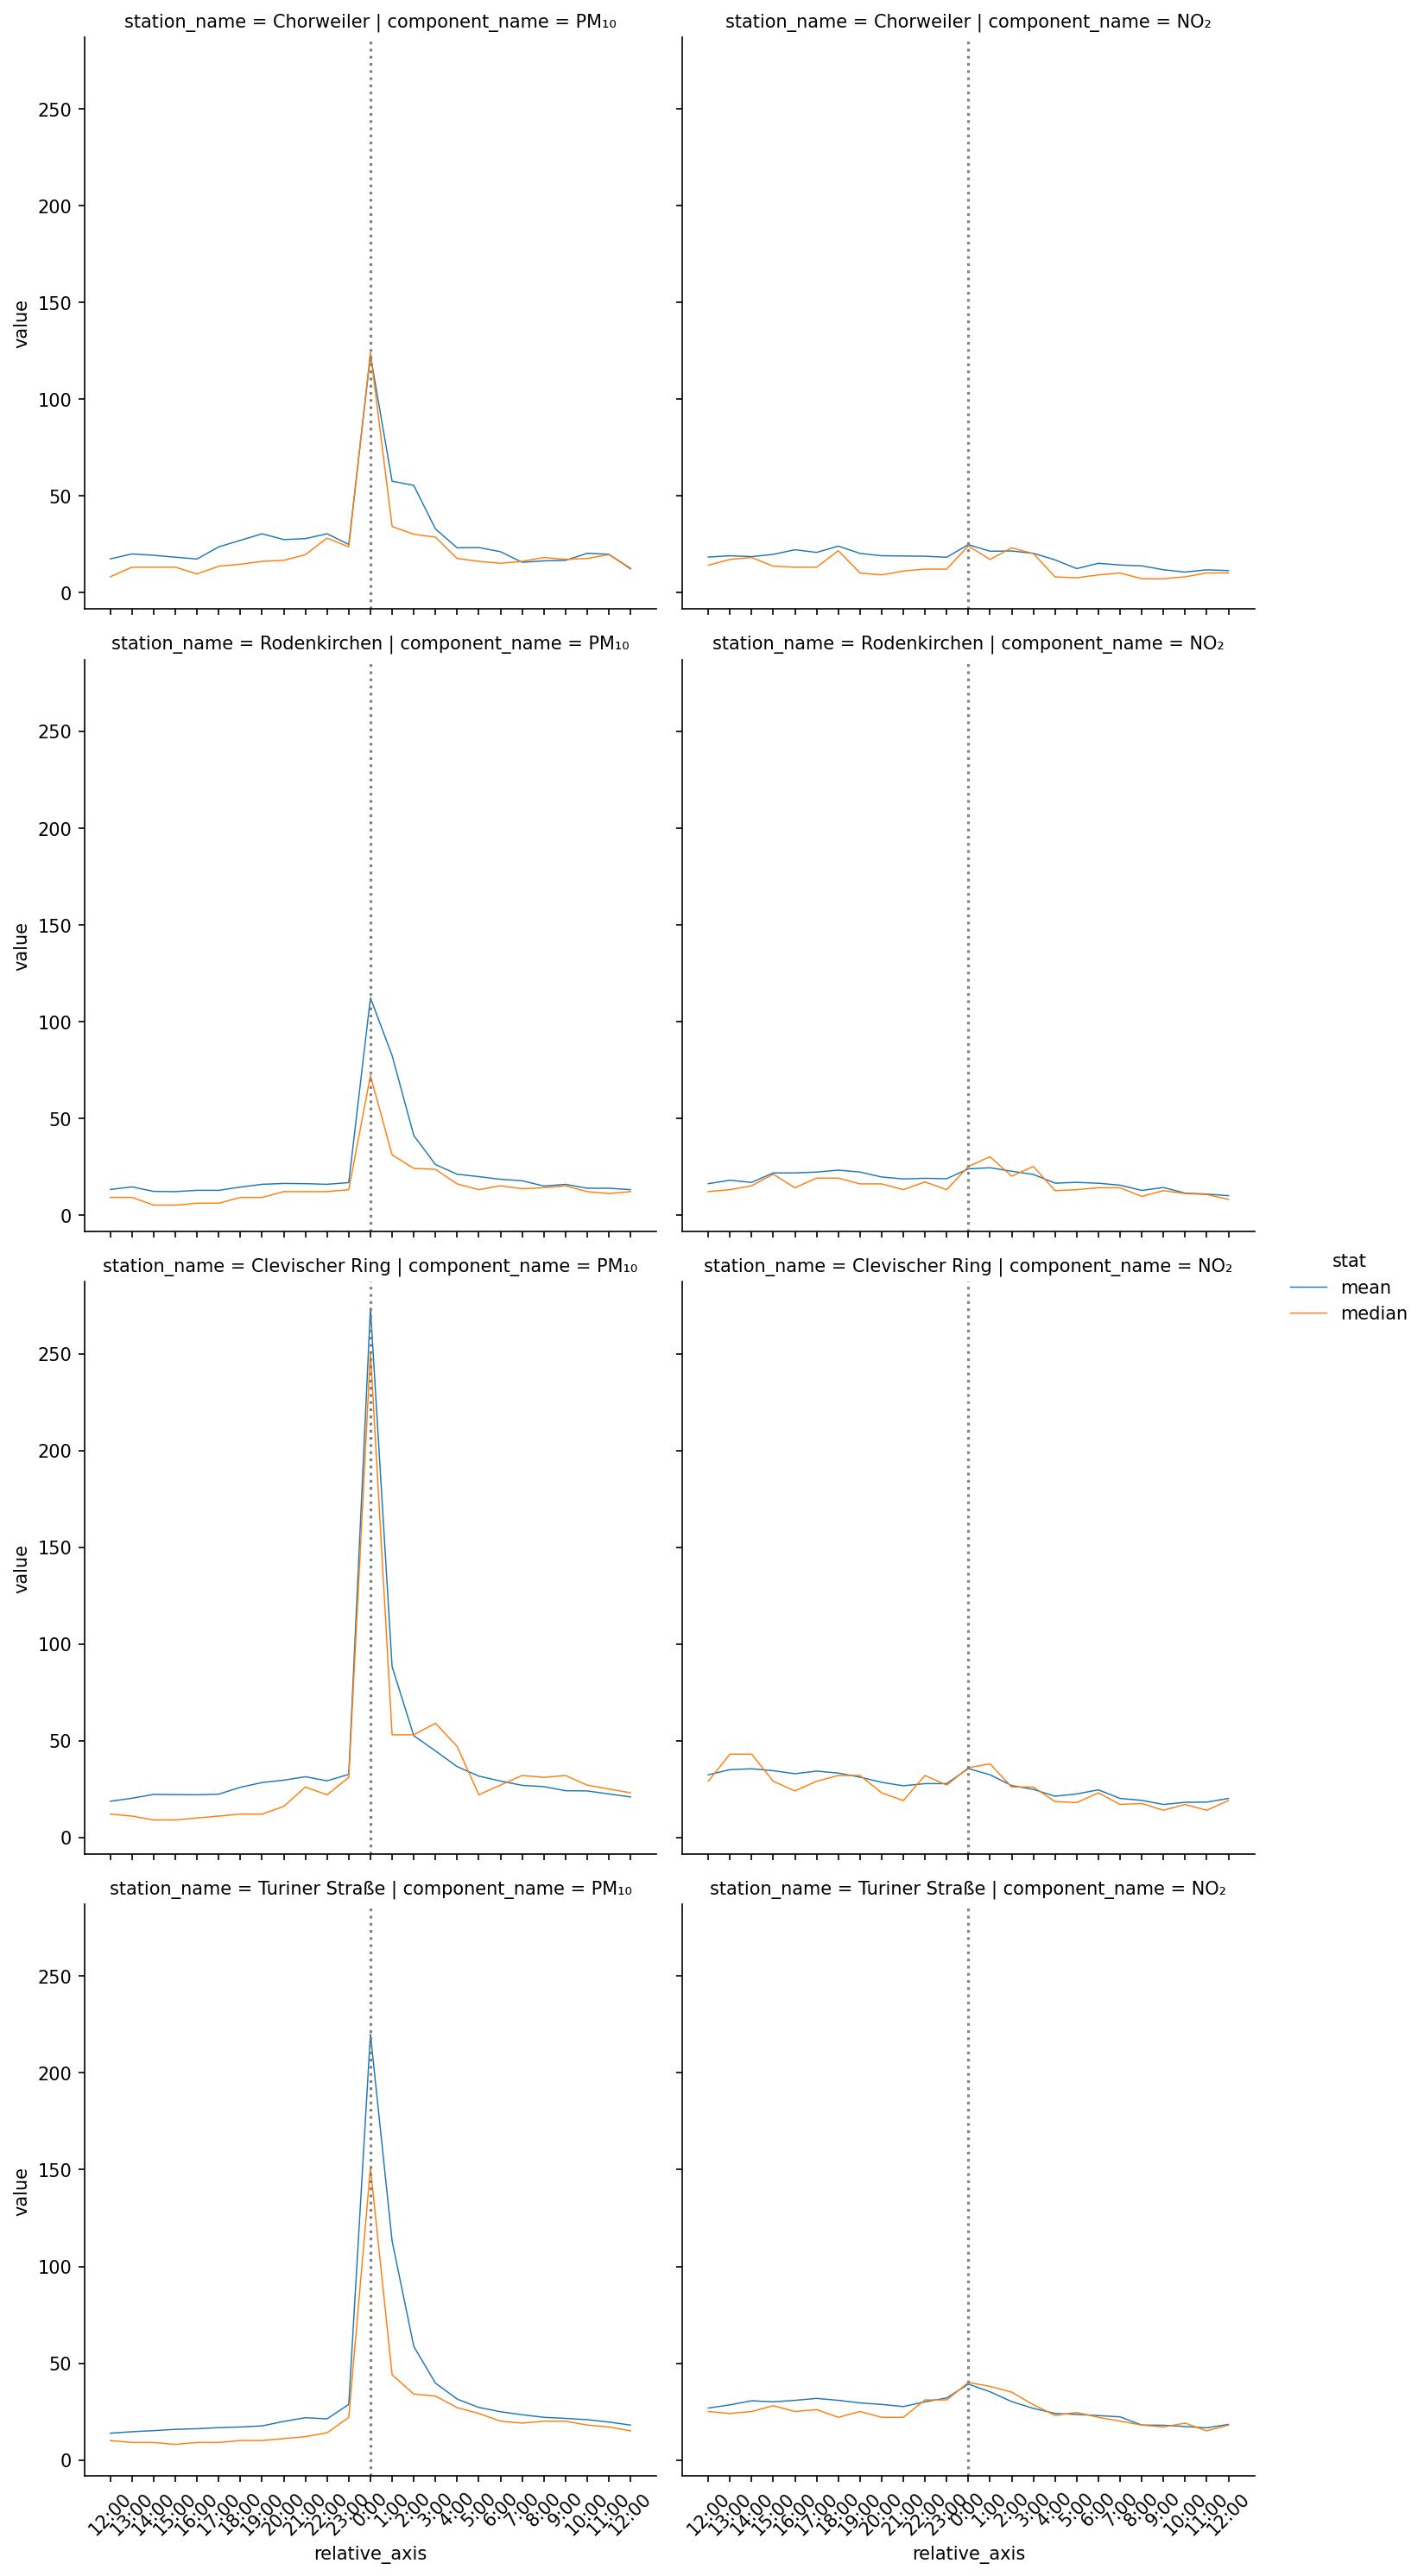 station_name = Chorweiler | component_name = PM₁₀
station_name = Chorweiler | component_name = NO₂
250
200
150
100
50
0
value
station_name = Rodenkirchen | component_name = PM₁₀
station_name = Rodenkirchen | component_name = NO₂
250
200
150
100
50
0
value
stat
mean
median
station_name = Clevischer Ring | component_name = PM₁₀
station_name = Clevischer Ring | component_name = NO₂
250
200
150
100
50
0
value
station_name = Turiner Straße | component_name = PM₁₀
station_name = Turiner Straße | component_name = NO₂
250
200
150
100
50
0
value
12:00 13:00 14:00 15:00 16:00 17:00 18:00 19:00 20:00 21:00 22:00 23:00 0:00 1:00 2:00 3:00 4:00 5:00 6:00 7:00 8:00 9:00 10:00 11:00 12:00
12:00 13:00 14:00 15:00 16:00 17:00 18:00 19:00 20:00 21:00 22:00 23:00 0:00 1:00 2:00 3:00 4:00 5:00 6:00 7:00 8:00 9:00 10:00 11:00 12:00
relative_axis
relative_axis